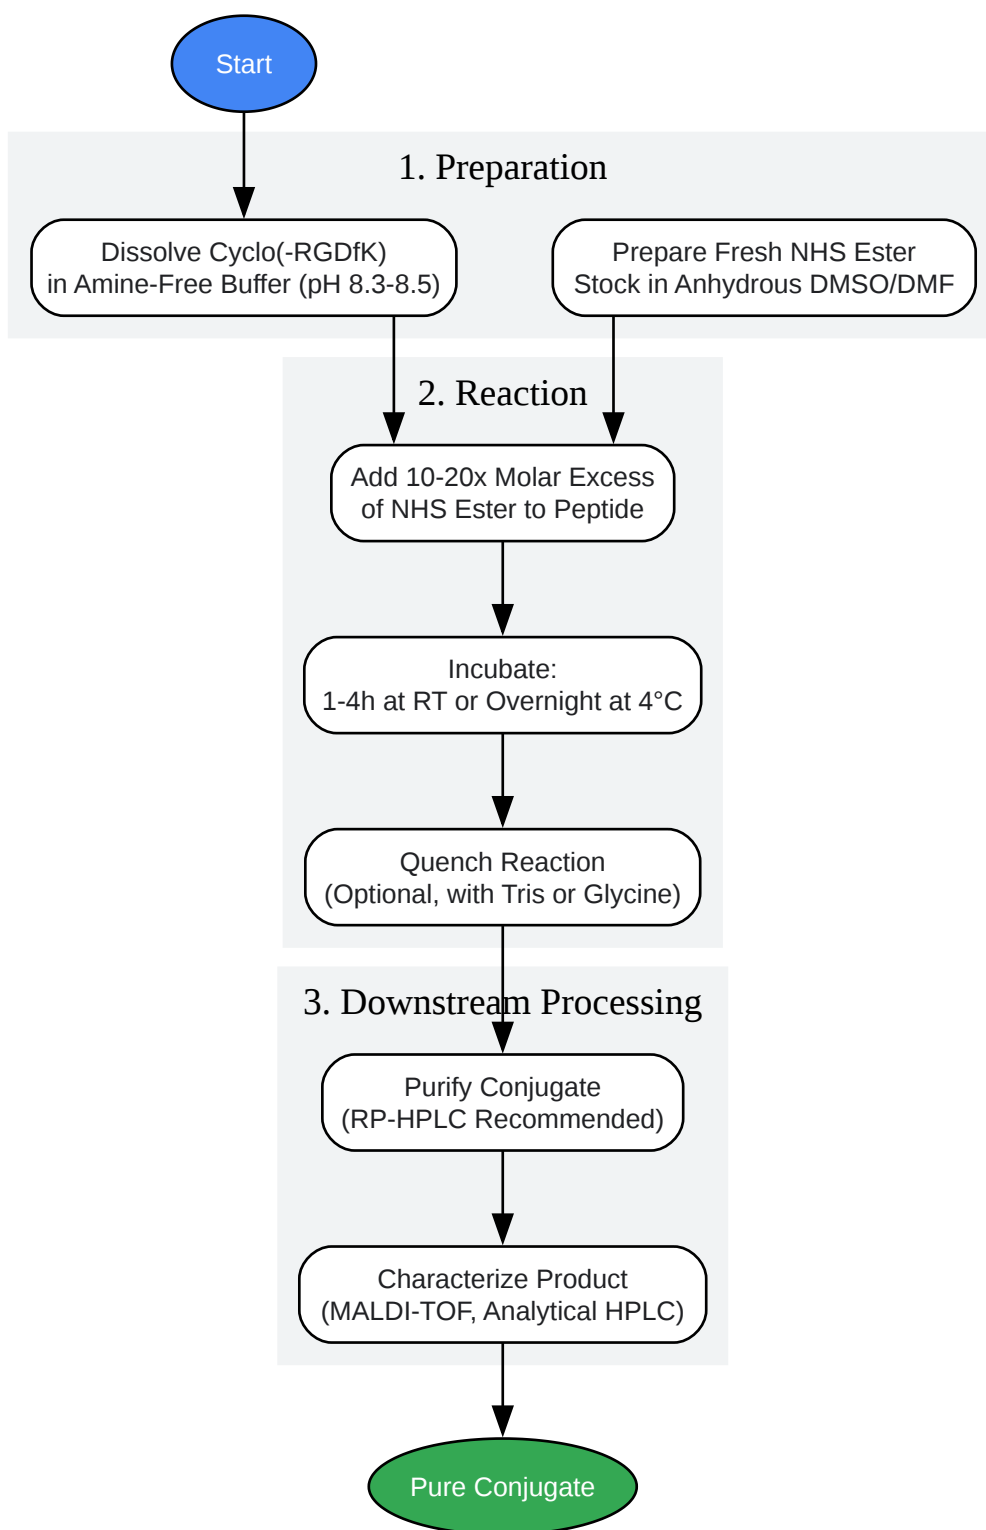 Start
1. Preparation
Dissolve Cyclo(-RGDfK)
in Amine-Free Buffer (pH 8.3-8.5)
Prepare Fresh NHS Ester
Stock in Anhydrous DMSO/DMF
2. Reaction
Add 10-20x Molar Excess
of NHS Ester to Peptide
Incubate:
1-4h at RT or Overnight at 4°C
Quench Reaction
(Optional, with Tris or Glycine)
3. Downstream Processing
Purify Conjugate
(RP-HPLC Recommended)
Characterize Product
(MALDI-TOF, Analytical HPLC)
Pure Conjugate